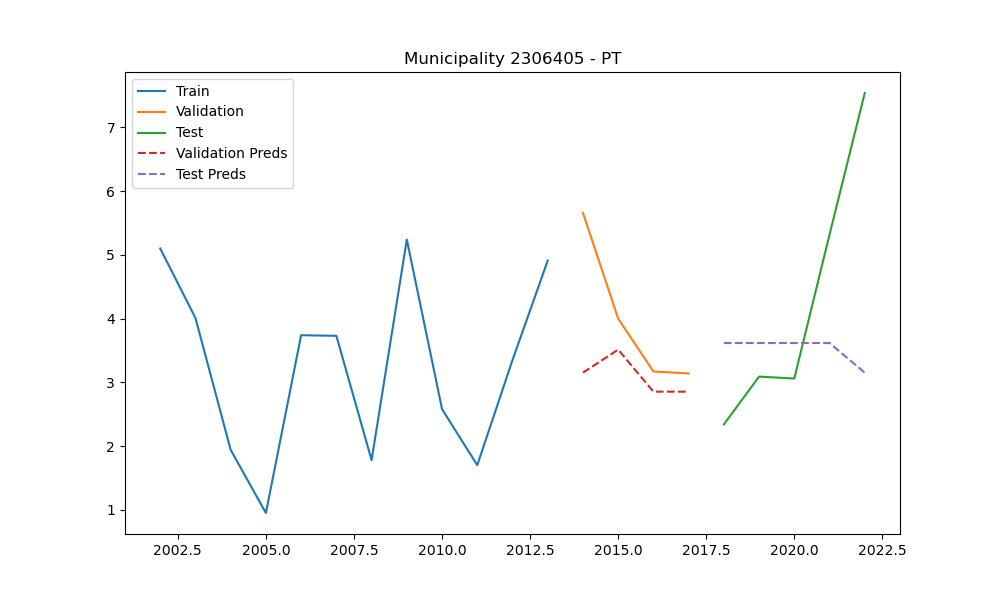 Municipality 2306405 - PT
Train
Validation
Test
Validation Preds
Test Preds
7
6
5
4
3
2
1
2002.5 2005.0 2007.5 2010.0 2012.5 2015.0 2017.5 2020.0 2022.5